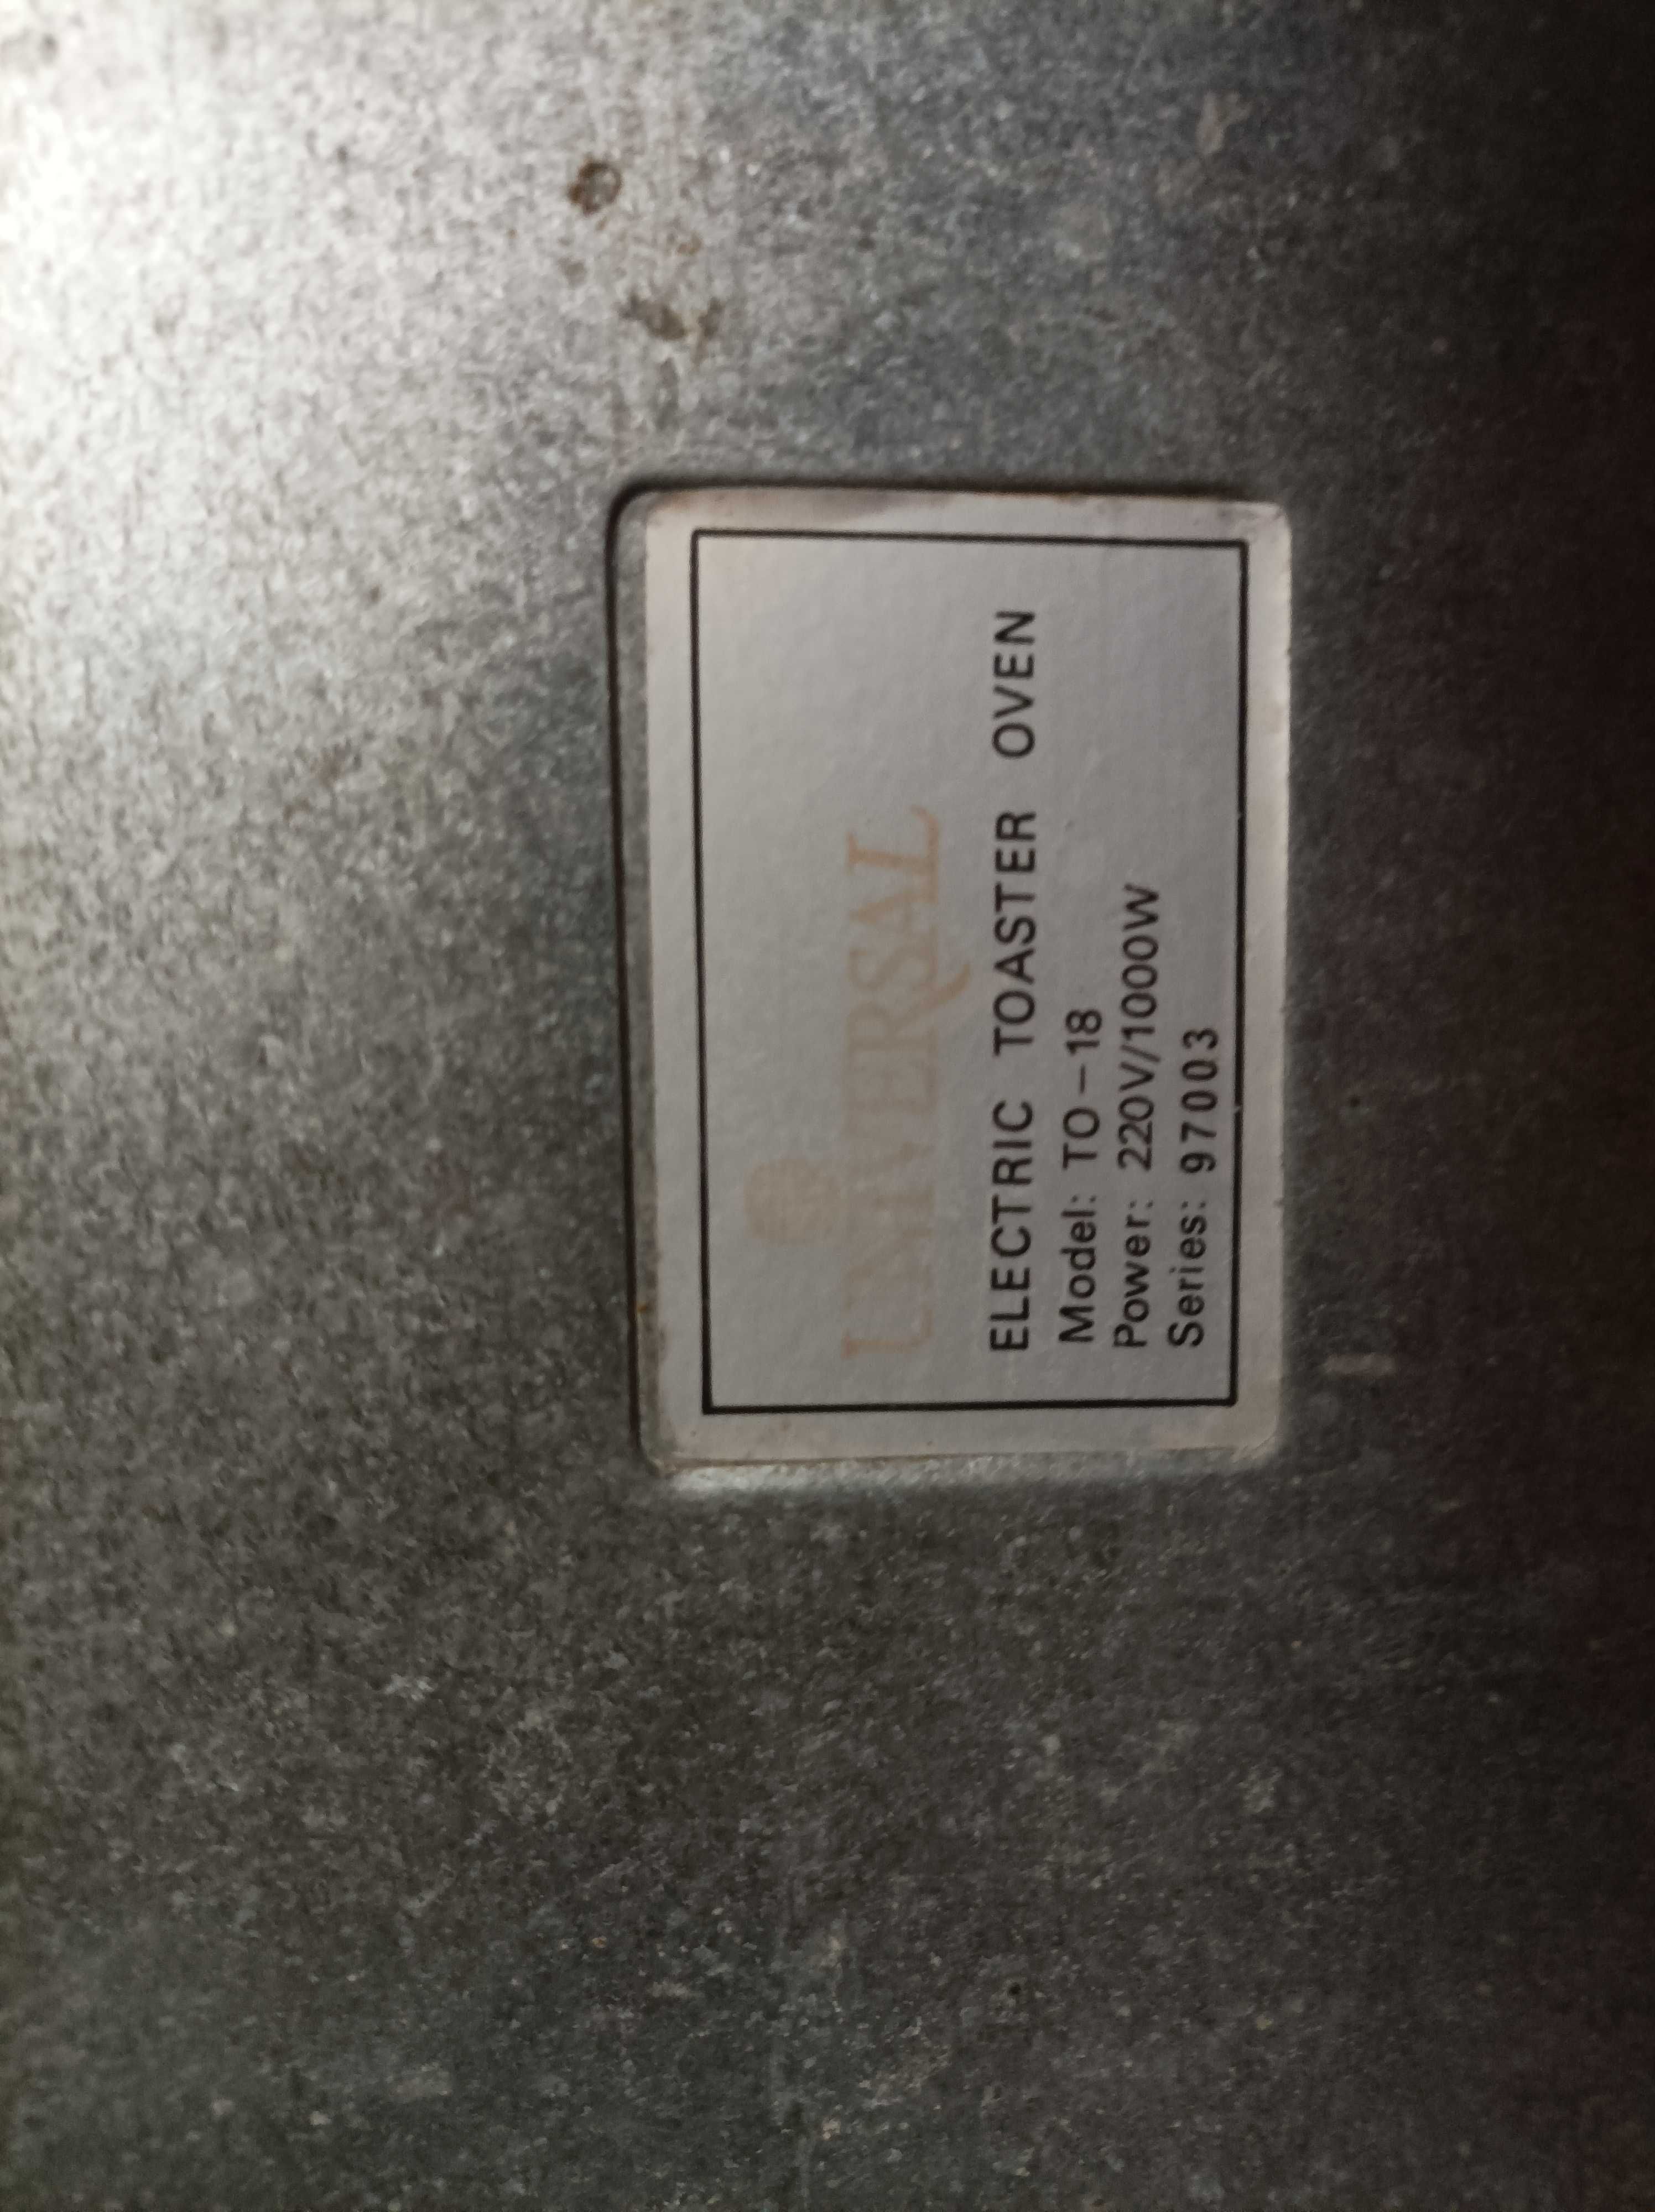 UNIVERSAL
ELECTRIC TOASTER OVEN
Model: TO-18
Power: 220V/1000W
Series: 97003